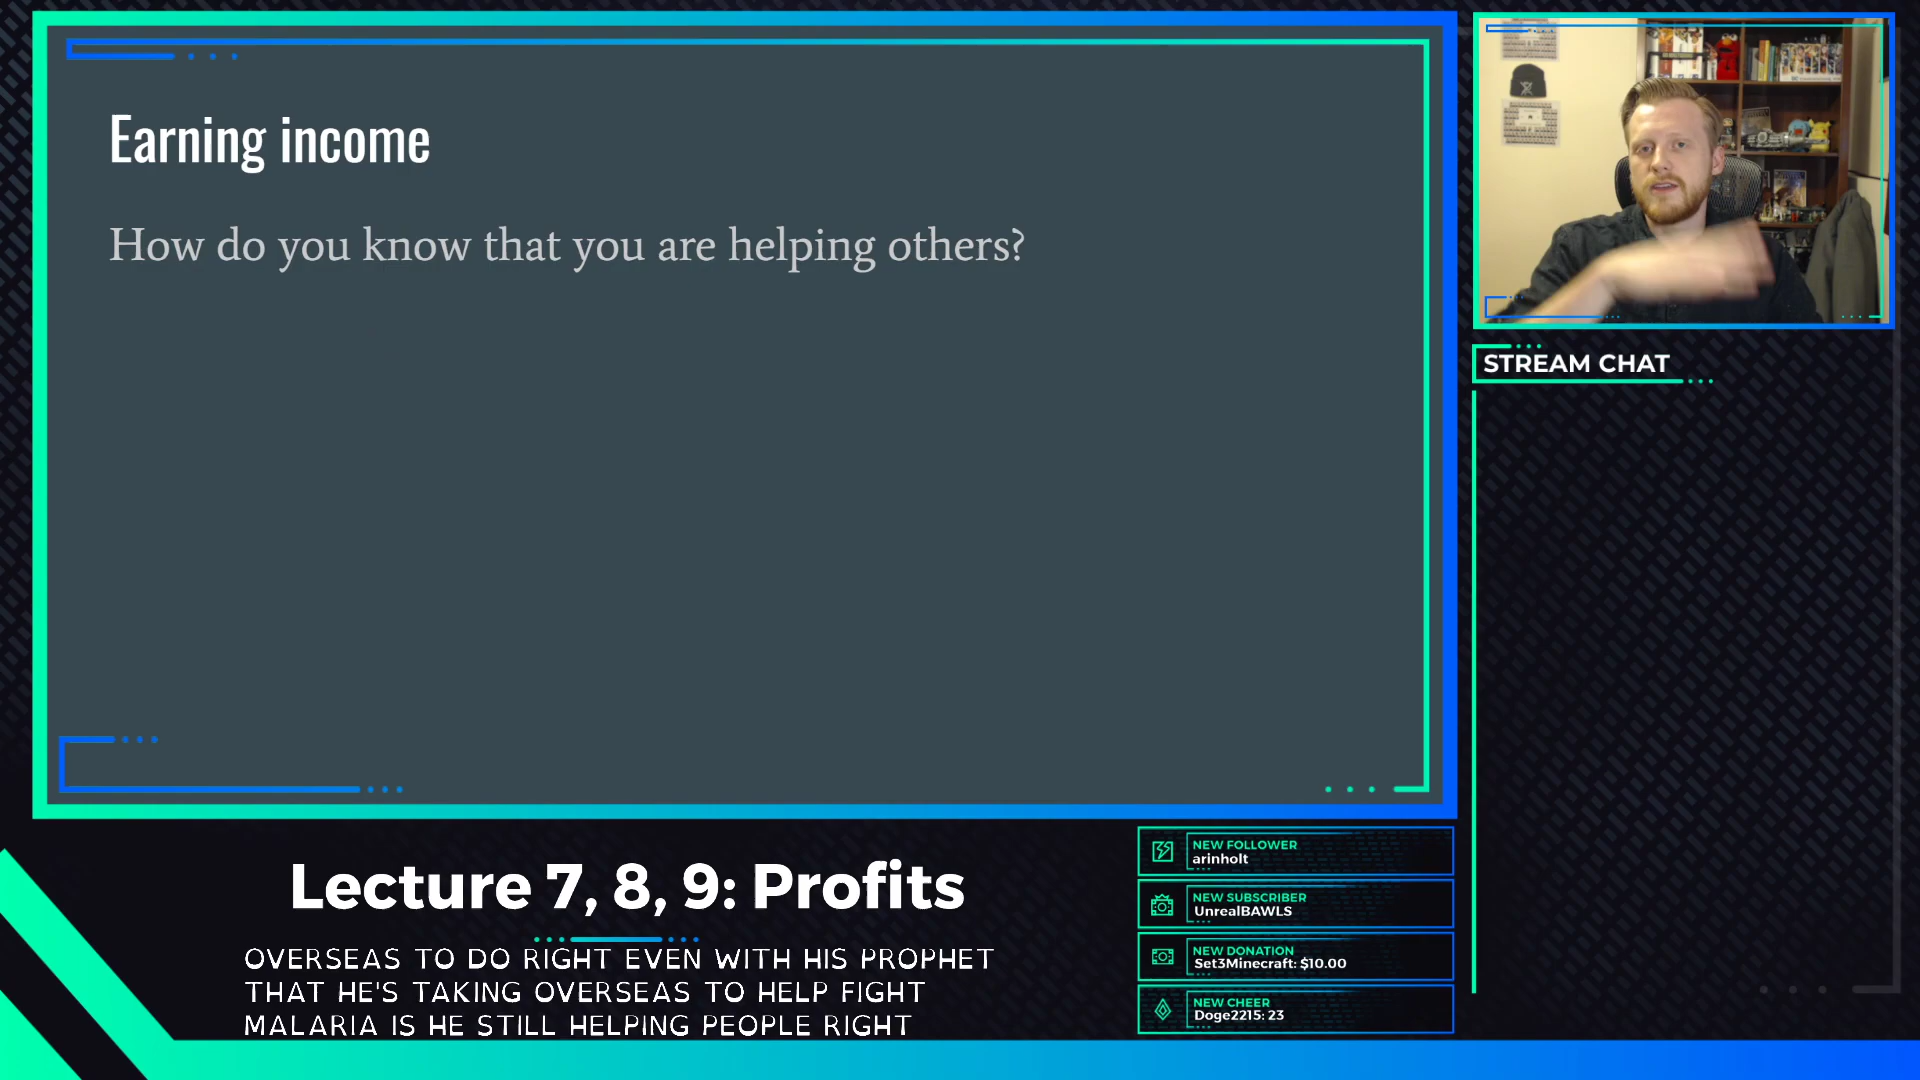 Earning income
How do you know that you are helping others?
STREAM CHAT
Lecture 7, 8, 9: Profits
OVERSEAS TO DO RIGHT EVEN WITH HIS PROPHET
THAT HE'S TAKING OVERSEAS TO HELP FIGHT
MALARIA IS HE STILL HELPING PEOPLE RIGHT
NEW FOLLOWER
arinholt
NEW SUBSCRIBER
UnrealBAWLS
NEW DONATION
Set3Minecraft: $10.00
NEW CHEER
Doge2215: 23